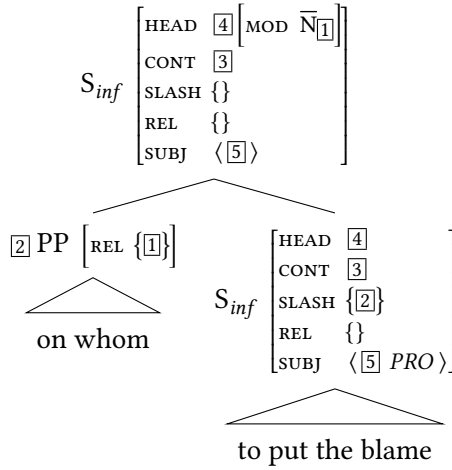 S_inf [HEAD 4 [MOD N̅ 1]
CONT 3
SLASH {}
REL {}
SUBJ ⟨ 5 ⟩]
2 PP [REL {1}]
on whom
S_inf [HEAD 4
CONT 3
SLASH {2}
REL {}
SUBJ ⟨ 5 PRO ⟩]
to put the blame